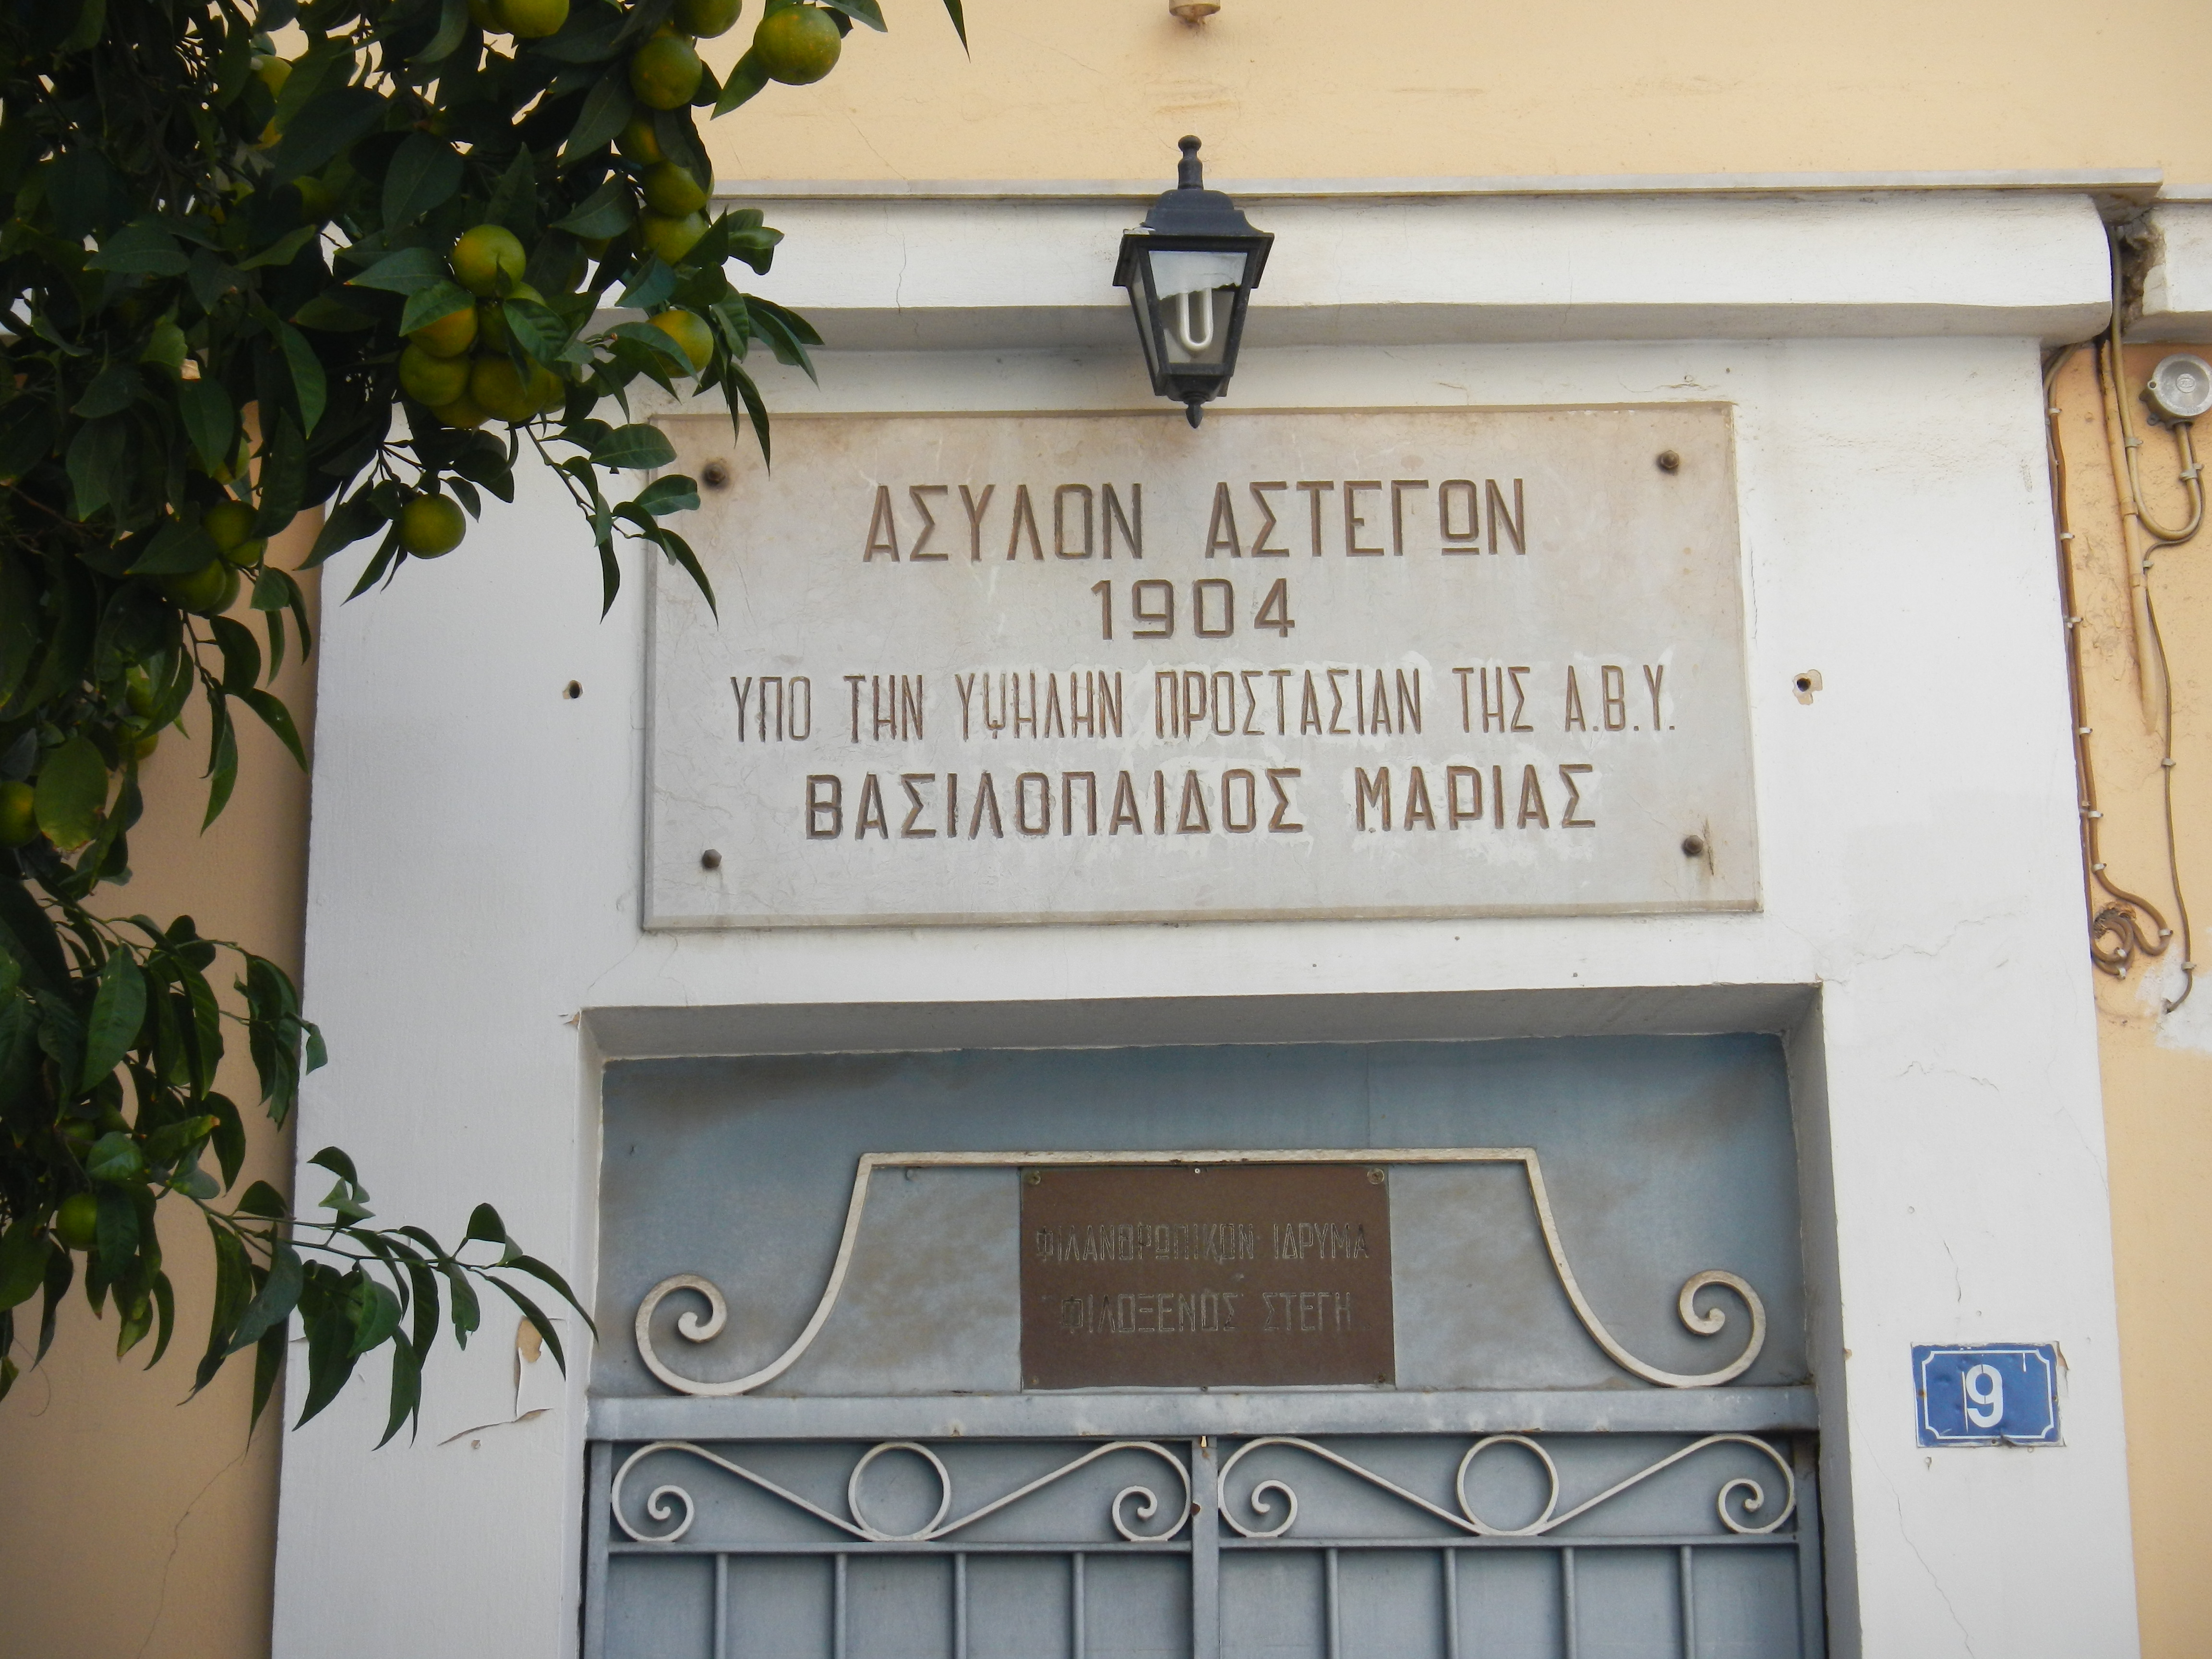 ΑΣΥΛΟΝ ΑΣΤΕΓΩΝ
1904
ΥΠΟ ΤΗΝ ΥΨΗΛΗΝ ΠΡΟΣΤΑΣΙΑΝ ΤΗΣ Α.Β.Υ.
ΒΑΣΙΛΟΠΑΙΔΟΣ ΜΑΡΙΑΣ
ΦΙΛΑΝΘΡΩΠΙΚΟΝ ΙΔΡΥΜΑ
ΦΙΛΟΞΕΝΟΣ ΣΤΕΓΗ
9